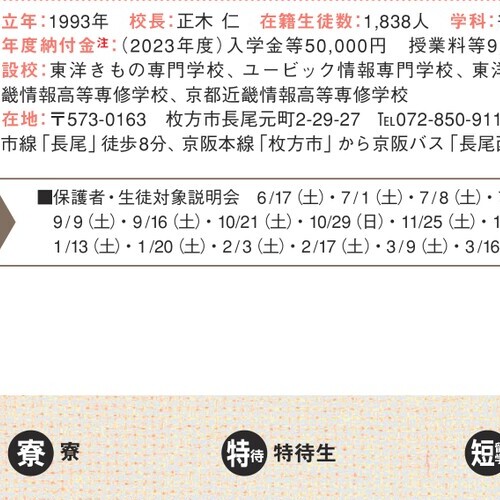 立年：1993年　校長：正木 仁　在籍生徒数：1,838人　学科：
年度納付金注：（2023年度）入学金等50,000円　授業料等9
設校：東洋きもの専門学校、ユービック情報専門学校、東洋
畿情報高等専修学校、京都近畿情報高等専修学校
在地：〒573-0163　枚方市長尾元町2-29-27　℡072-850-911
市線「長尾」徒歩8分、京阪本線「枚方市」から京阪バス「長尾西
■保護者・生徒対象説明会　6/17（土）・7/1（土）・7/8（土）・
9/9（土）・9/16（土）・10/21（土）・10/29（日）・11/25（土）・1
1/13（土）・1/20（土）・2/3（土）・2/17（土）・3/9（土）・3/16
寮 寮　特待 特待生　短